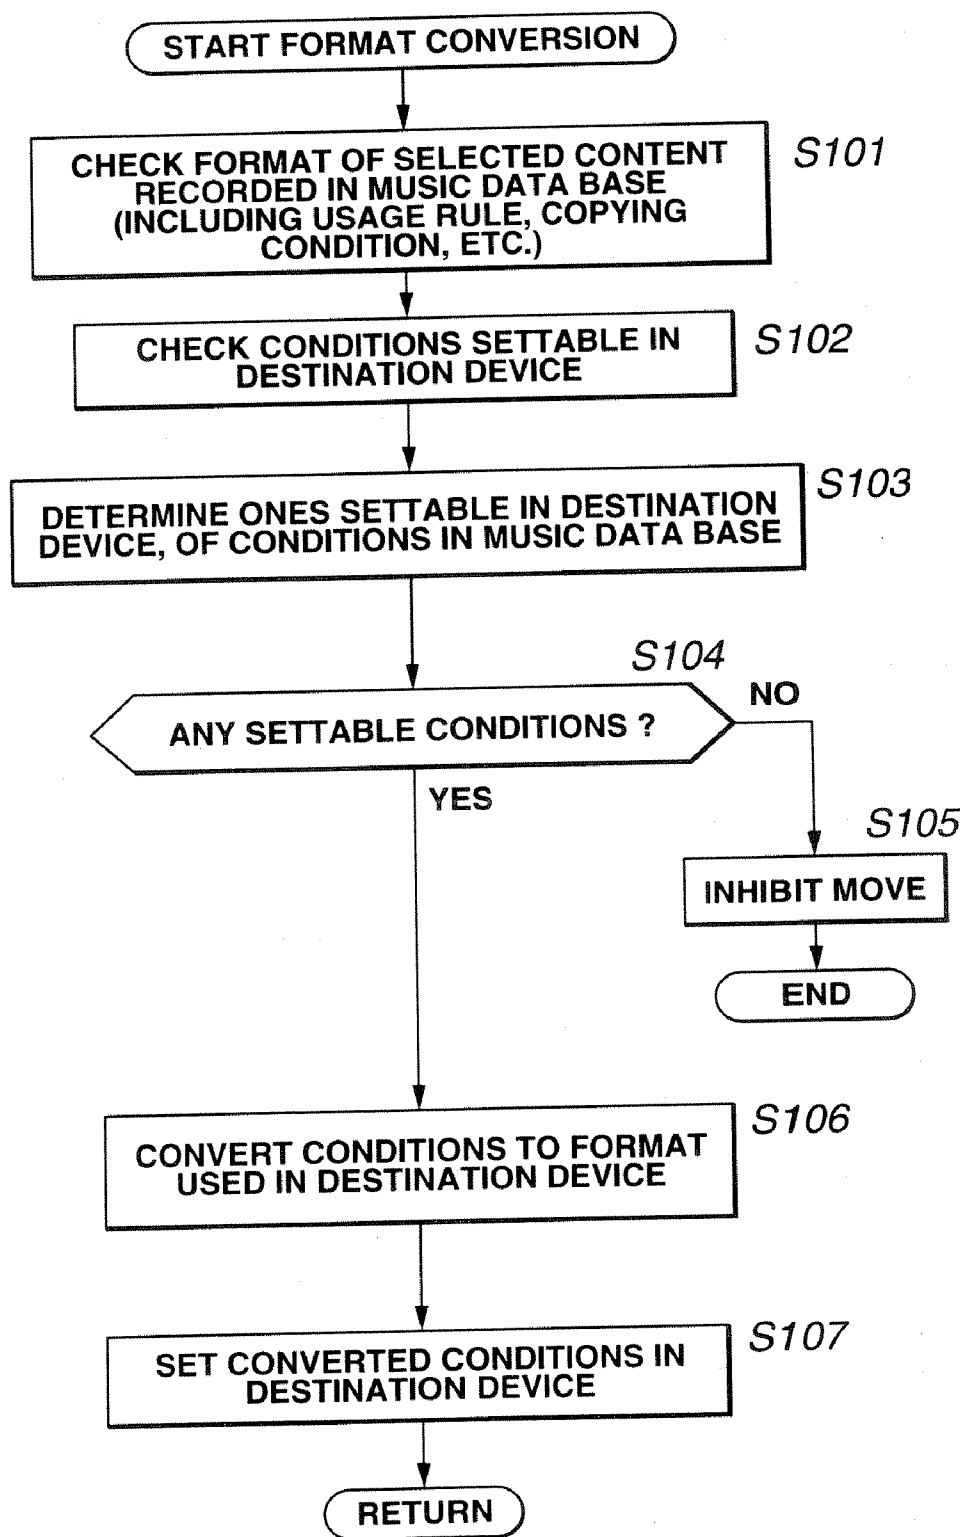 START FORMAT CONVERSION
S101
CHECK FORMAT OF SELECTED CONTENT
RECORDED IN MUSIC DATA BASE
(INCLUDING USAGE RULE, COPYING
CONDITION, ETC.)
S102
CHECK CONDITIONS SETTABLE IN
DESTINATION DEVICE
S103
DETERMINE ONES SETTABLE IN DESTINATION
DEVICE, OF CONDITIONS IN MUSIC DATA BASE
S104
ANY SETTABLE CONDITIONS ?
NO
YES
S105
INHIBIT MOVE
END
S106
CONVERT CONDITIONS TO FORMAT
USED IN DESTINATION DEVICE
S107
SET CONVERTED CONDITIONS IN
DESTINATION DEVICE
RETURN